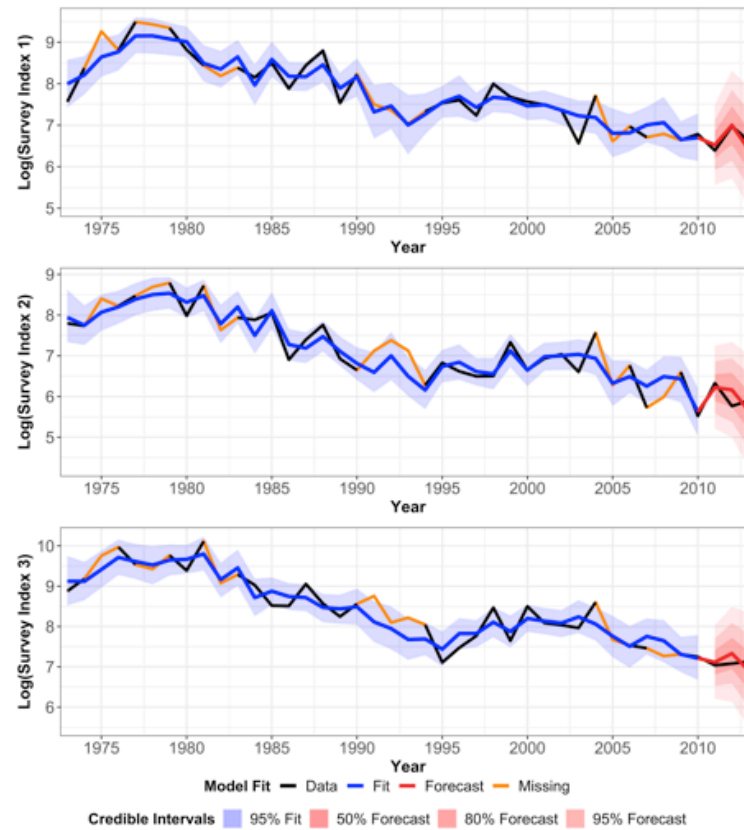 Log(Survey Index 1)
9
8
7
6
5
1975 1980 1985 1990 1995 2000 2005 2010
Year
Log(Survey Index 2)
9
8
7
6
5
1975 1980 1985 1990 1995 2000 2005 2010
Year
Log(Survey Index 3)
10
9
8
7
6
1975 1980 1985 1990 1995 2000 2005 2010
Year
Model Fit Data Fit Forecast Missing
Credible Intervals 95% Fit 50% Forecast 80% Forecast 95% Forecast